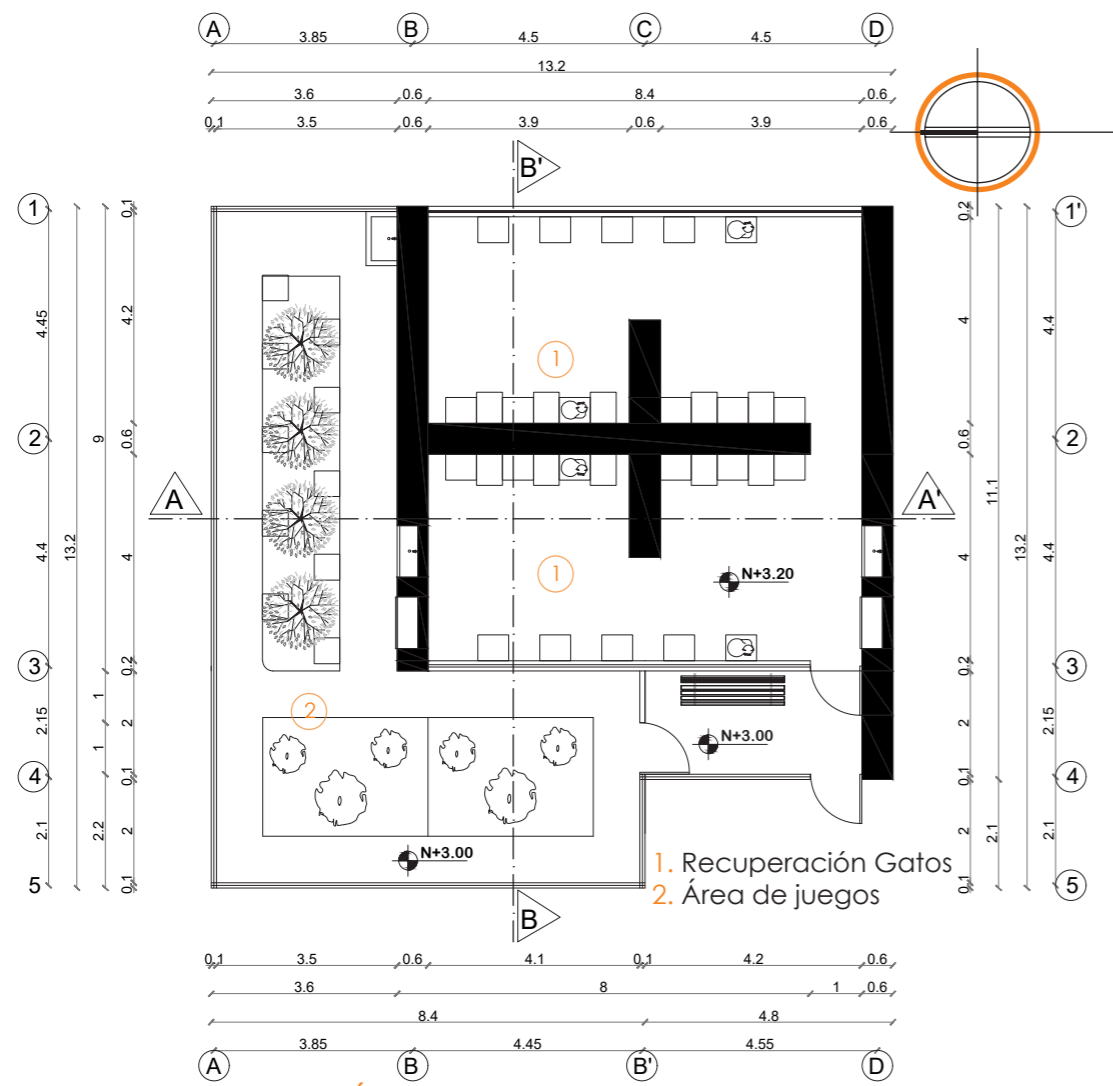 A B C D
3.85 4.5 4.5
13.2
3.6 0.6 8.4 0.6
0.1 3.5 0.6 3.9 0.6 3.9 0.6
B'
1 0.1 0.2 1'
4.45 4.2 4 4.4
1
2 9 0.6 0.6 2
A A'
13.2 11.1
4.4 4 4 13.2 4.4
1
N+3.20
3 0.2 0.2 3
1
2
2.15 2 2 2.15
N+3.00
1
4 0.1 0.1 4
2.1 2.2 2 2 2.1 2.1
N+3.00
1. Recuperación Gatos
2. Área de juegos
5 0.1 0.1 5
B
0.1 3.5 0.6 4.1 0.1 4.2 0.6
3.6 8 1 0.6
8.4 4.8
3.85 4.45 4.55
A B B' D